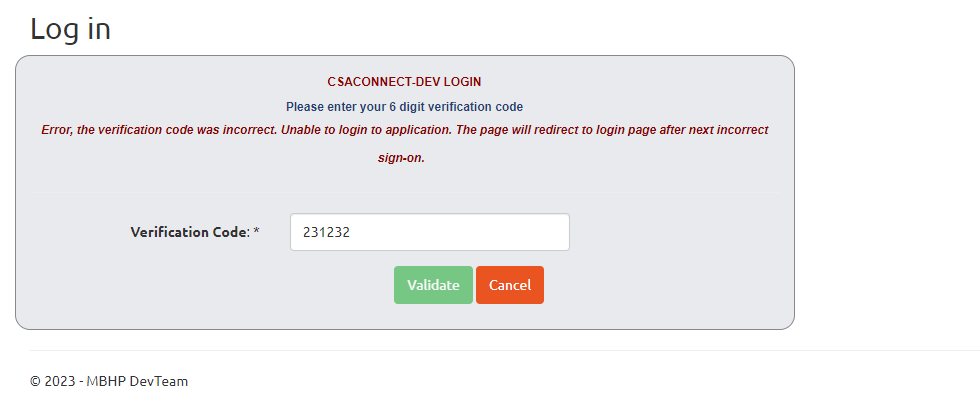 Log in
CSACONNECT-DEV LOGIN
Please enter your 6 digit verification code
Error, the verification code was incorrect. Unable to login to application. The page will redirect to login page after next incorrect
sign-on.
Verification Code: * 231232
Validate Cancel
© 2023 - MBHP DevTeam